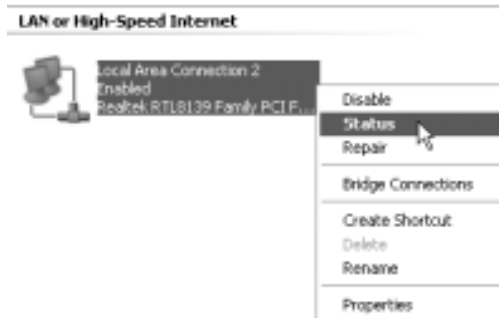 LAN or High-Speed Internet
Local Area Connection 2
Enabled
Realtek RTL8139 Family PCI F...
Disable
Status
Repair
Bridge Connections
Create Shortcut
Delete
Rename
Properties